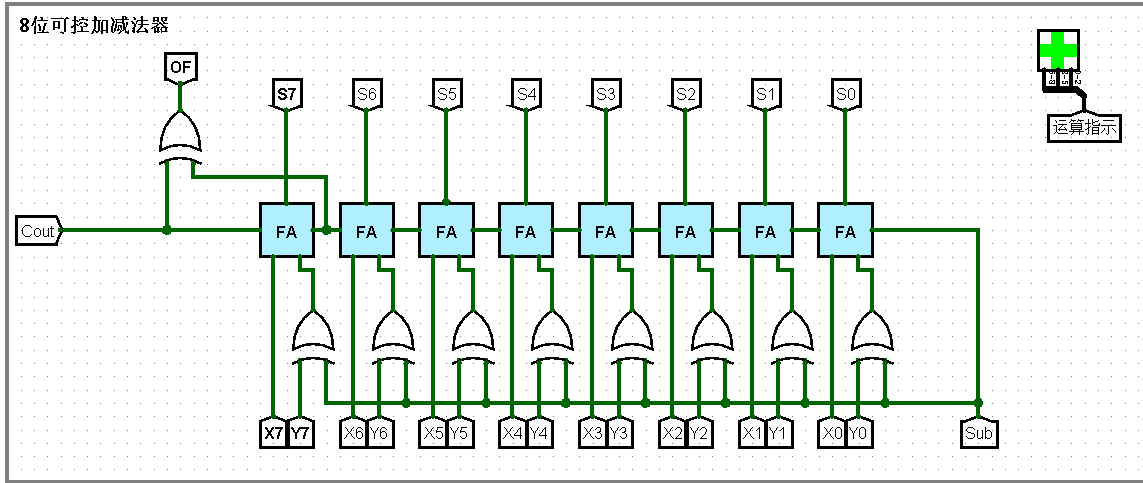 8位可控加减法器
OF
S7 S6 S5 S4 S3 S2 S1 S0
运算指示
Cout FA FA FA FA FA FA FA FA
X7 Y7 X6 Y6 X5 Y5 X4 Y4 X3 Y3 X2 Y2 X1 Y1 X0 Y0 Sub